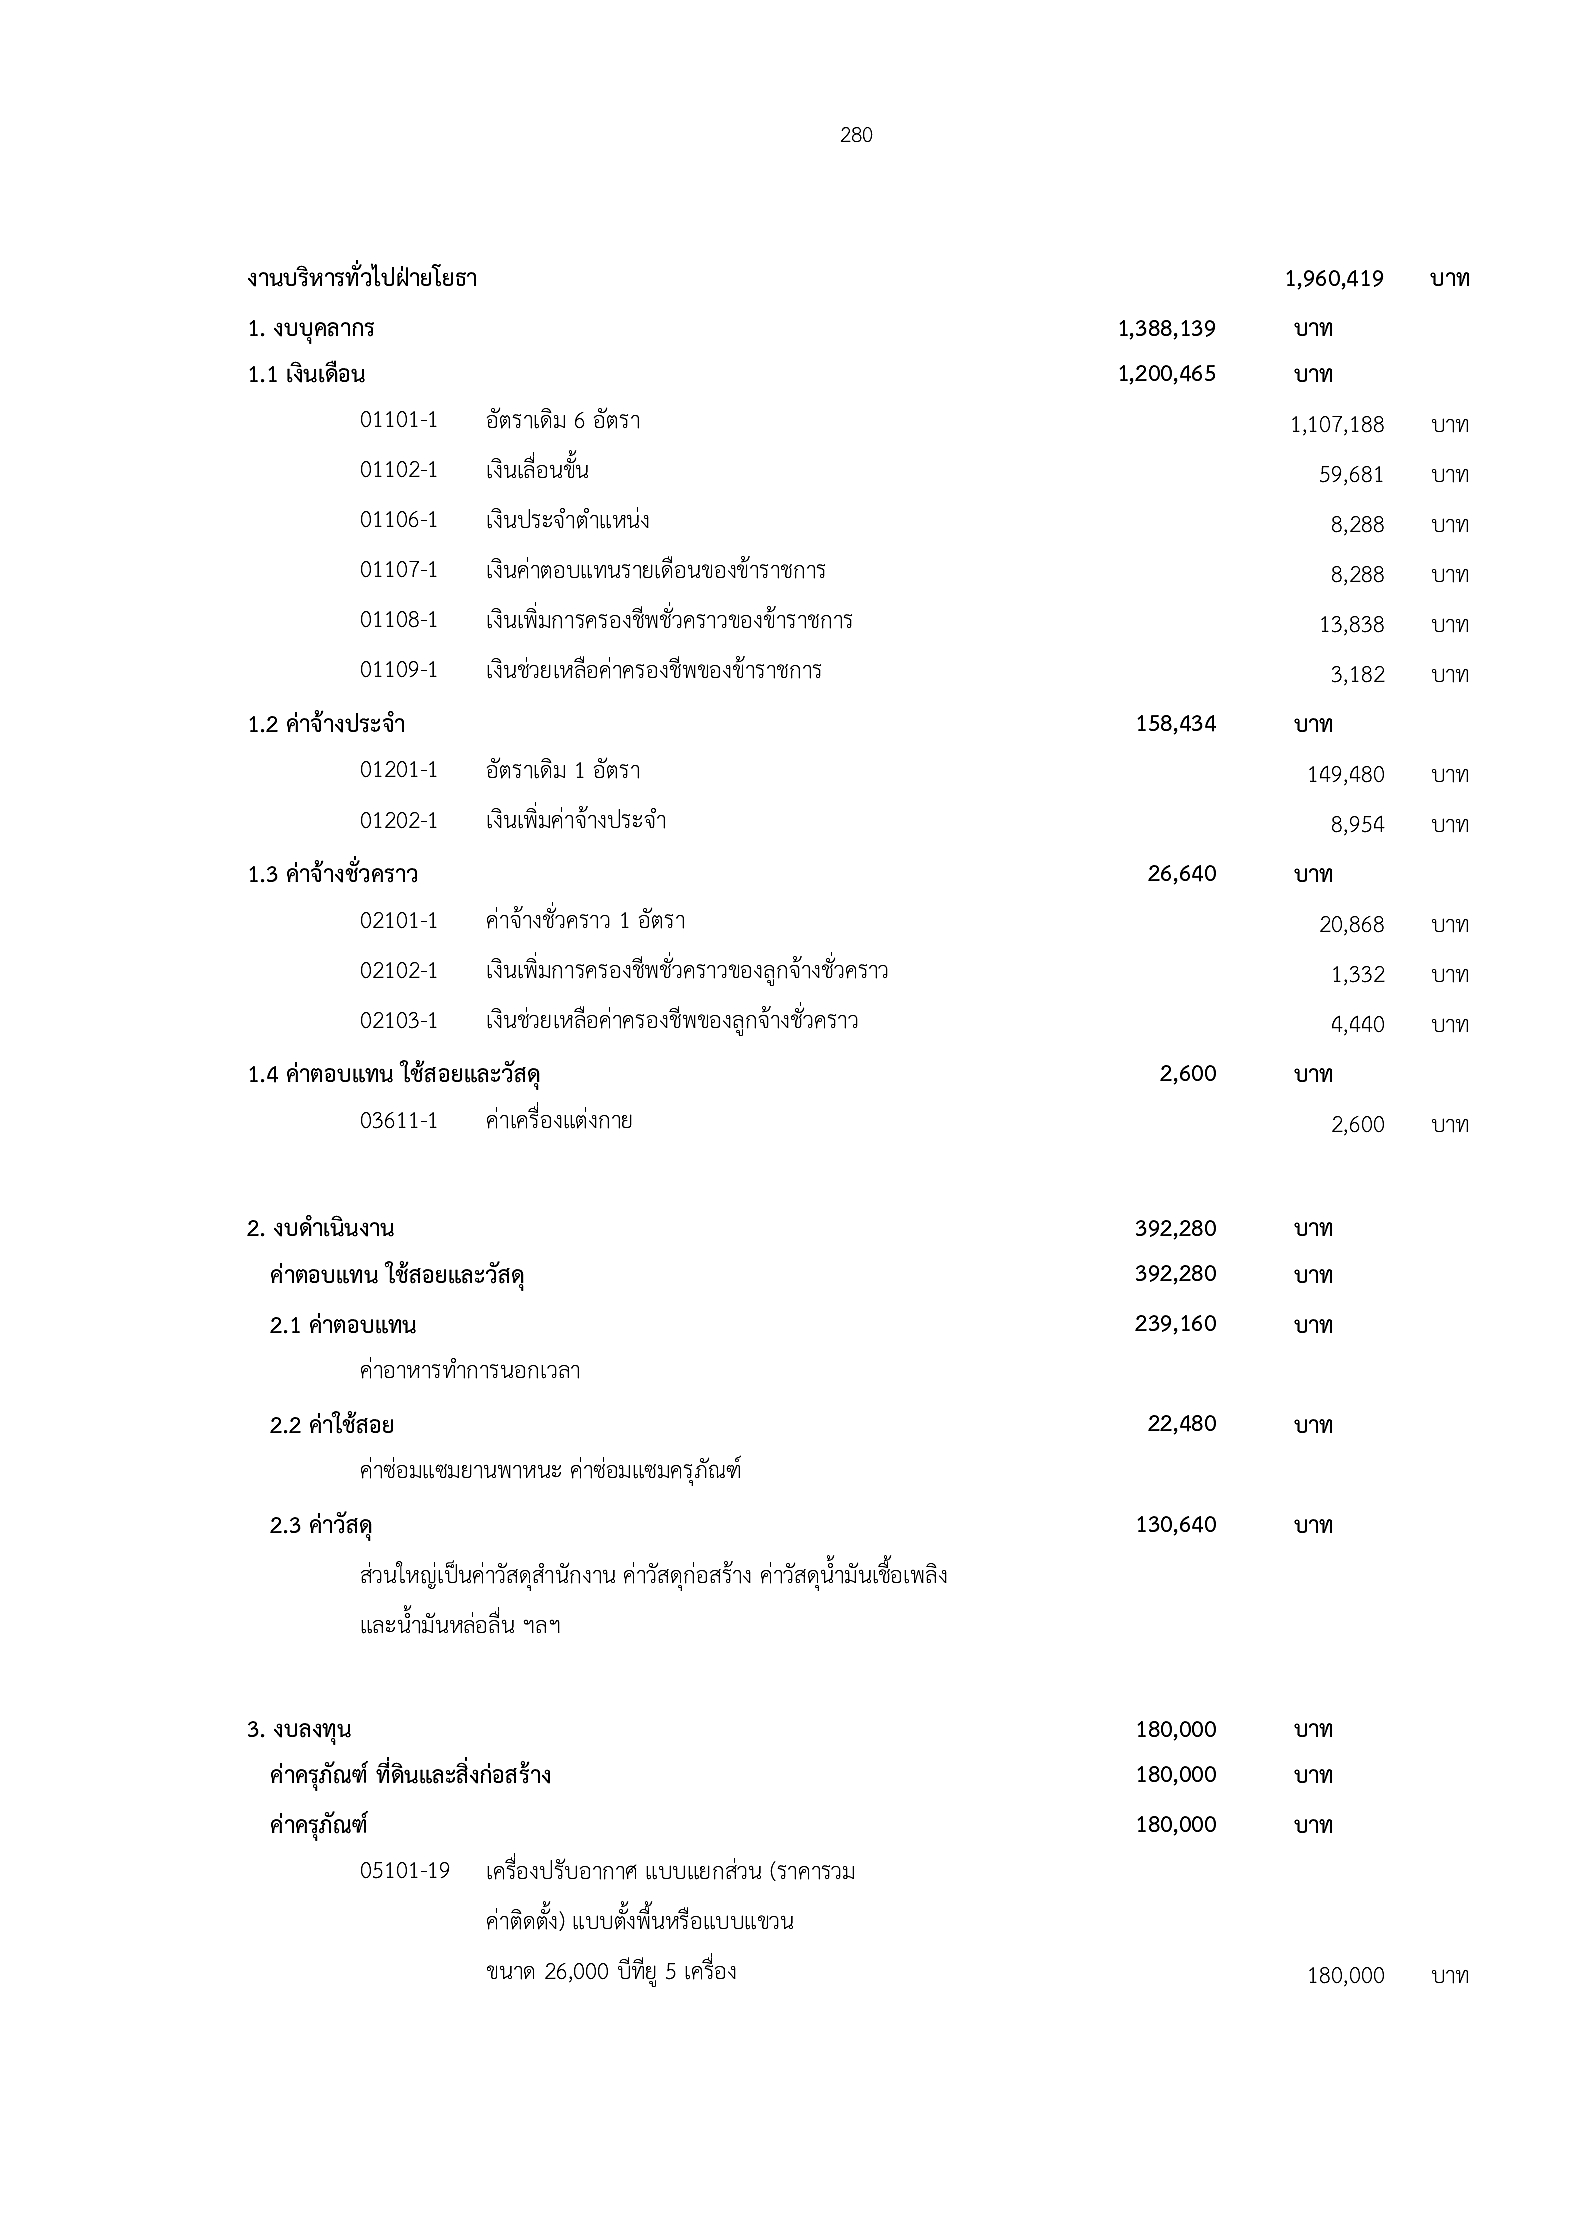 280
งานบริหารทั่วไปฝ่ายโยธา 1,960,419 บาท
1. งบบุคลากร 1,388,139 บาท
1.1 เงินเดือน 1,200,465 บาท
01101-1 อัตราเดิม 6 อัตรา 1,107,188 บาท
01102-1 เงินเลื่อนขั้น 59,681 บาท
01106-1 เงินประจำตำแหน่ง 8,288 บาท
01107-1 เงินค่าตอบแทนรายเดือนของข้าราชการ 8,288 บาท
01108-1 เงินเพิ่มการครองชีพชั่วคราวของข้าราชการ 13,838 บาท
01109-1 เงินช่วยเหลือค่าครองชีพของข้าราชการ 3,182 บาท
1.2 ค่าจ้างประจำ 158,434 บาท
01201-1 อัตราเดิม 1 อัตรา 149,480 บาท
01202-1 เงินเพิ่มค่าจ้างประจำ 8,954 บาท
1.3 ค่าจ้างชั่วคราว 26,640 บาท
02101-1 ค่าจ้างชั่วคราว 1 อัตรา 20,868 บาท
02102-1 เงินเพิ่มการครองชีพชั่วคราวของลูกจ้างชั่วคราว 1,332 บาท
02103-1 เงินช่วยเหลือค่าครองชีพของลูกจ้างชั่วคราว 4,440 บาท
1.4 ค่าตอบแทน ใช้สอยและวัสดุ 2,600 บาท
03611-1 ค่าเครื่องแต่งกาย 2,600 บาท
2. งบดำเนินงาน 392,280 บาท
ค่าตอบแทน ใช้สอยและวัสดุ 392,280 บาท
2.1 ค่าตอบแทน 239,160 บาท
ค่าอาหารทำการนอกเวลา
2.2 ค่าใช้สอย 22,480 บาท
ค่าซ่อมแซมยานพาหนะ ค่าซ่อมแซมครุภัณฑ์
2.3 ค่าวัสดุ 130,640 บาท
ส่วนใหญ่เป็นค่าวัสดุสำนักงาน ค่าวัสดุก่อสร้าง ค่าวัสดุน้ำมันเชื้อเพลิง
และน้ำมันหล่อลื่น ฯลฯ
3. งบลงทุน 180,000 บาท
ค่าครุภัณฑ์ ที่ดินและสิ่งก่อสร้าง 180,000 บาท
ค่าครุภัณฑ์ 180,000 บาท
05101-19 เครื่องปรับอากาศ แบบแยกส่วน (ราคารวม
ค่าติดตั้ง) แบบตั้งพื้นหรือแบบแขวน
ขนาด 26,000 บีทียู 5 เครื่อง 180,000 บาท